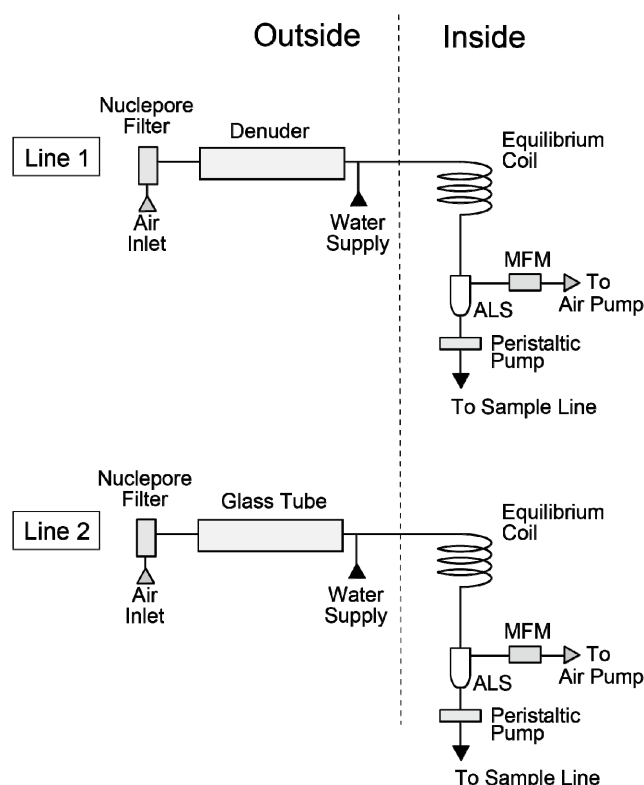 Outside
Inside
Nuclepore
Filter
Denuder
Equilibrium
Coil
Line 1
Air
Inlet
Water
Supply
MFM
To
Air Pump
ALS
Peristaltic
Pump
To Sample Line
Nuclepore
Filter
Glass Tube
Equilibrium
Coil
Line 2
Air
Inlet
Water
Supply
MFM
To
Air Pump
ALS
Peristaltic
Pump
To Sample Line